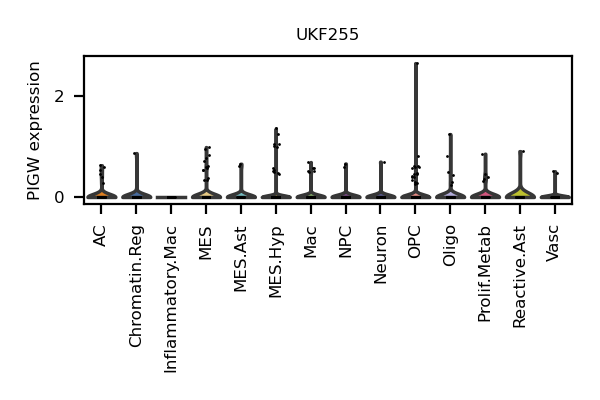 UKF255
PIGW expression
2
0
AC
Chromatin.Reg
Inflammatory.Mac
MES
MES.Ast
MES.Hyp
Mac
NPC
Neuron
OPC
Oligo
Prolif.Metab
Reactive.Ast
Vasc